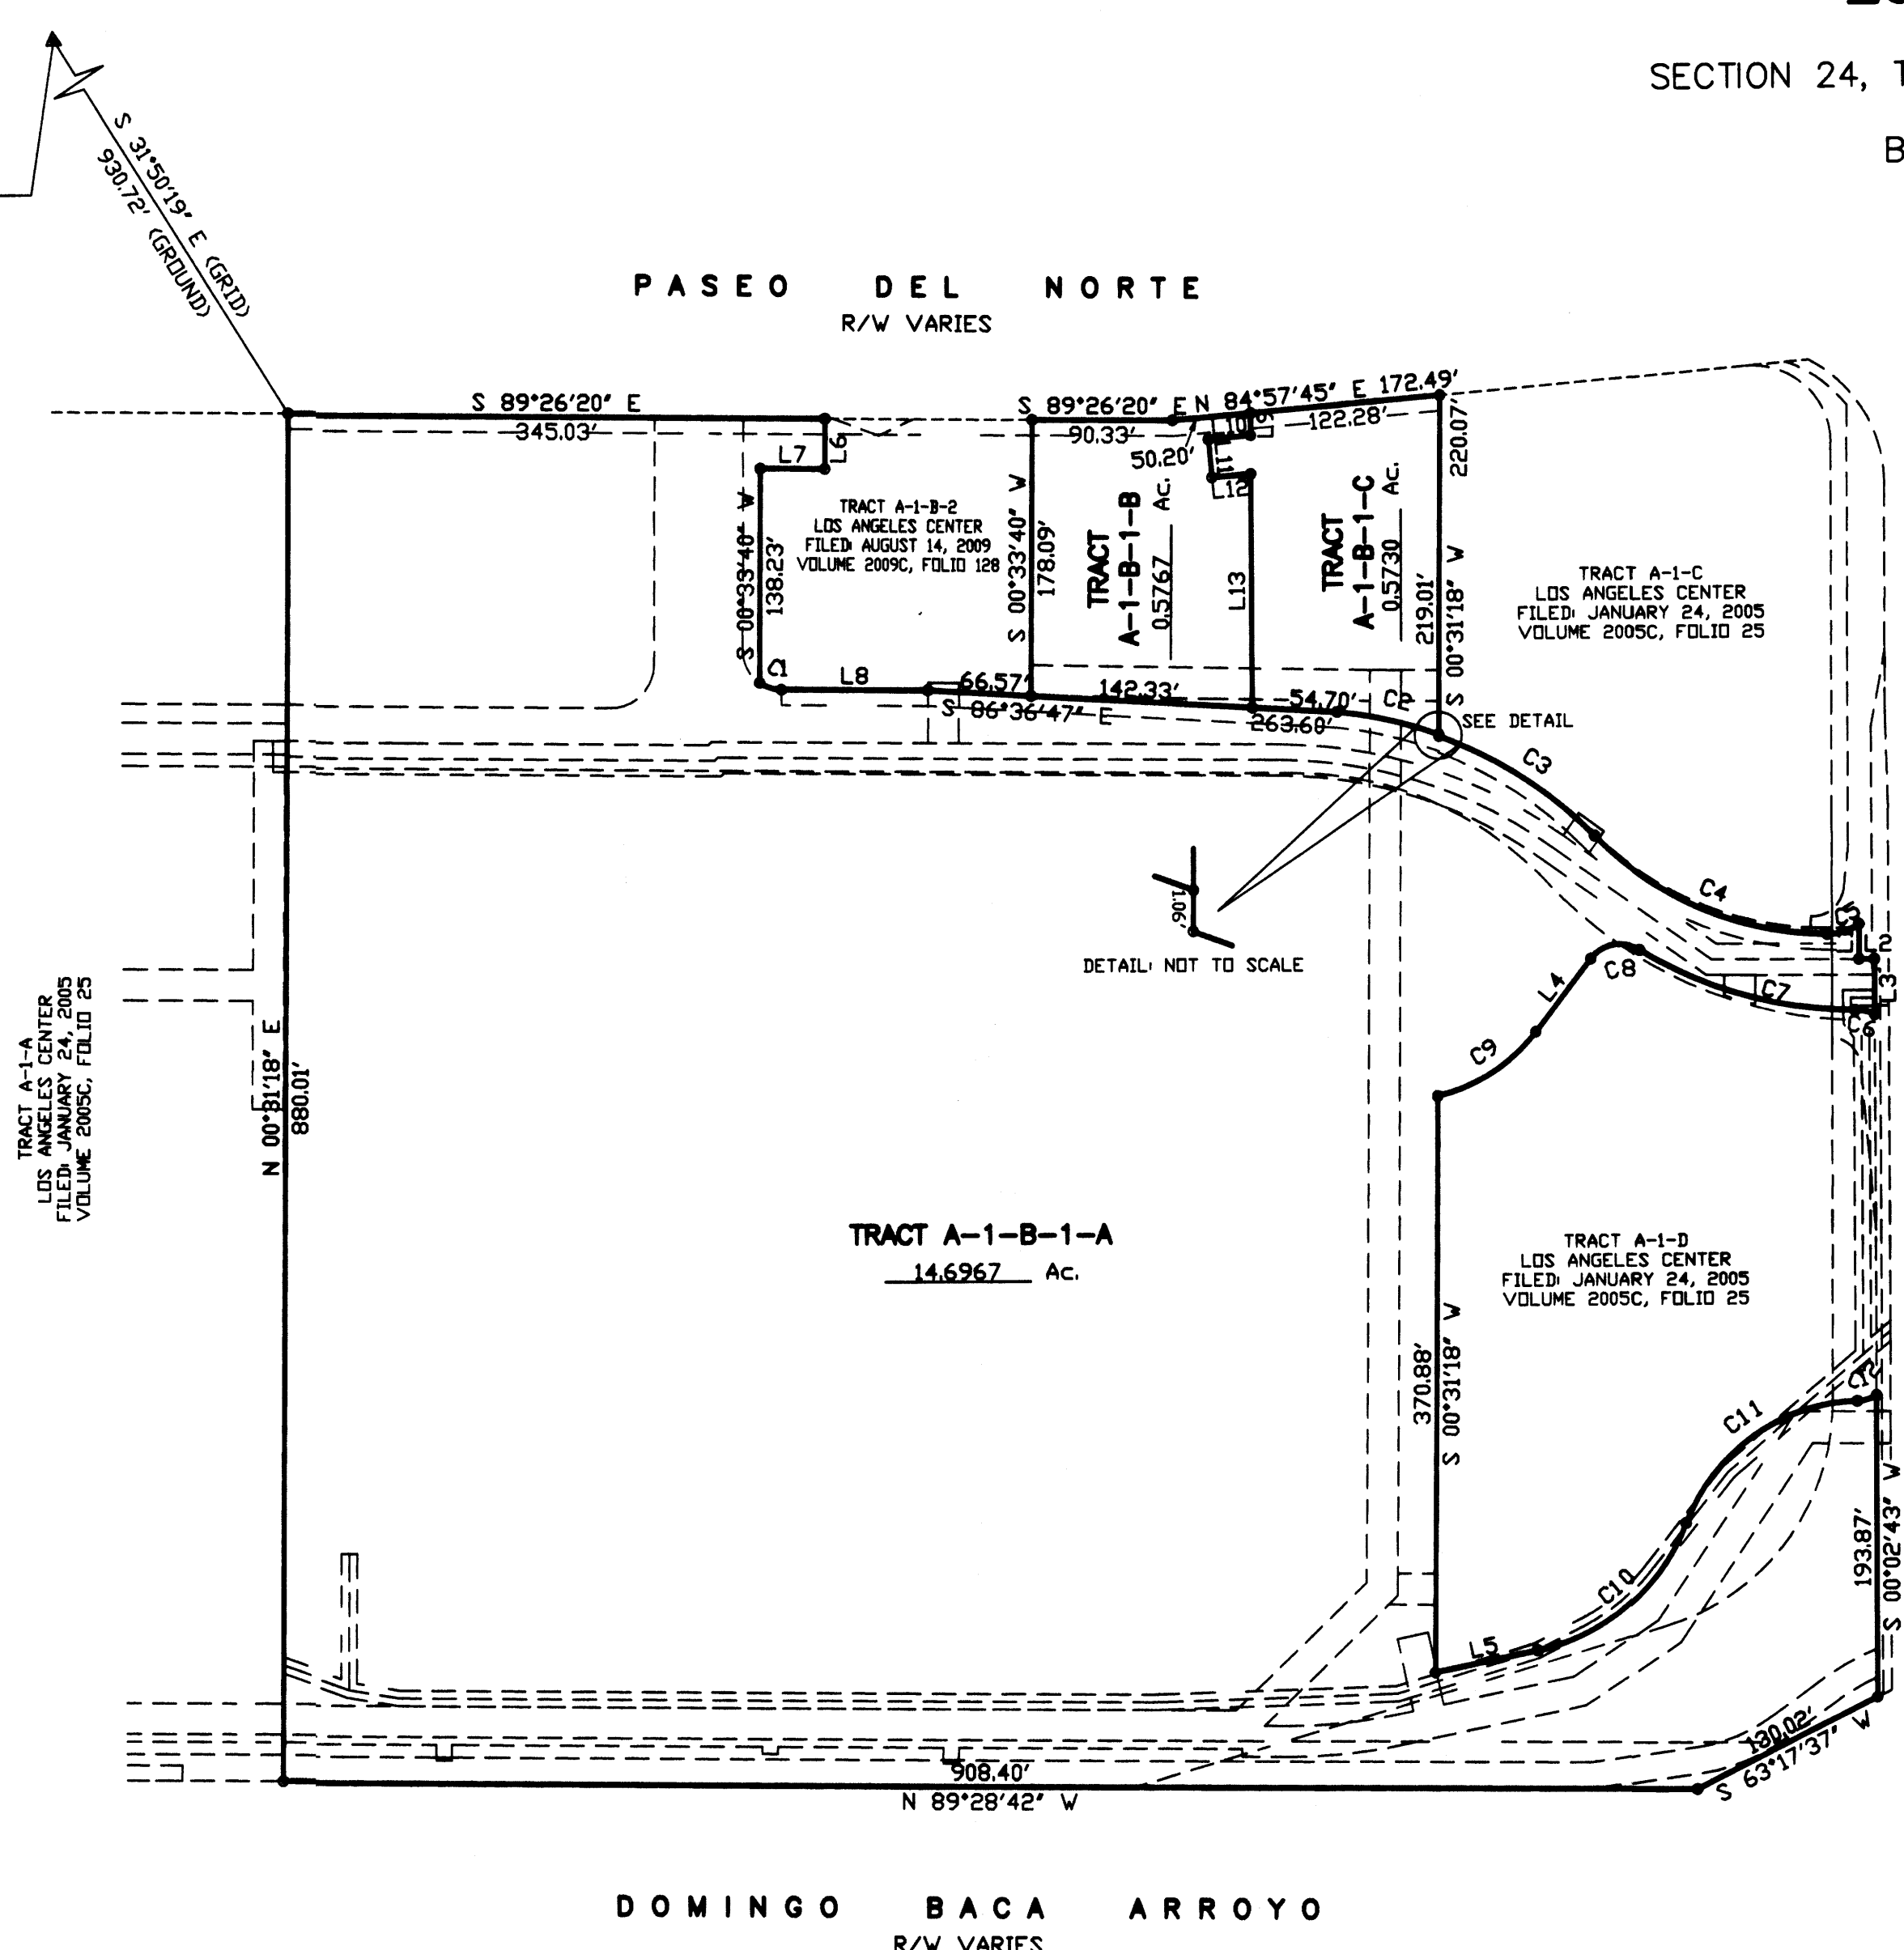 SECTION 24, T
B
S 31°50'19" E (GRID)
930.72' (GROUND)
PASEO DEL NORTE
R/W VARIES
S 89°26'20" E
345.03'
S 89°26'20" E
90.33'
N 84°57'45" E 172.49'
122.28'
50.20'
L10
L9
L11
L12
L6
L7
220.07'
S 00°31'18" W
219.01'
S 00°33'40" W
138.23'
TRACT A-1-B-2
LOS ANGELES CENTER
FILED: AUGUST 14, 2009
VOLUME 2009C, FOLIO 128
S 00°33'40" W
178.09'
TRACT
A-1-B-1-B
0.5767 Ac.
L13
TRACT
A-1-B-1-C
0.5730 Ac.
TRACT A-1-C
LOS ANGELES CENTER
FILED: JANUARY 24, 2005
VOLUME 2005C, FOLIO 25
C1
L8
66.57'
142.33'
54.70'
C2
S 86°36'47" E
263.60'
SEE DETAIL
C3
C4
1.06'
DETAIL: NOT TO SCALE
L2
L3
C8
C7
C6
L4
C9
TRACT A-1-A
LOS ANGELES CENTER
FILED: JANUARY 24, 2005
VOLUME 2005C, FOLIO 25
N 00°31'18" E
880.01'
TRACT A-1-B-1-A
14.6967 Ac.
TRACT A-1-D
LOS ANGELES CENTER
FILED: JANUARY 24, 2005
VOLUME 2005C, FOLIO 25
370.88'
S 00°31'18" W
C12
C11
C10
L5
193.87'
S 00°02'43" W
130.02'
S 63°17'37" W
908.40'
N 89°28'42" W
DOMINGO BACA ARROYO
R/W VARIES